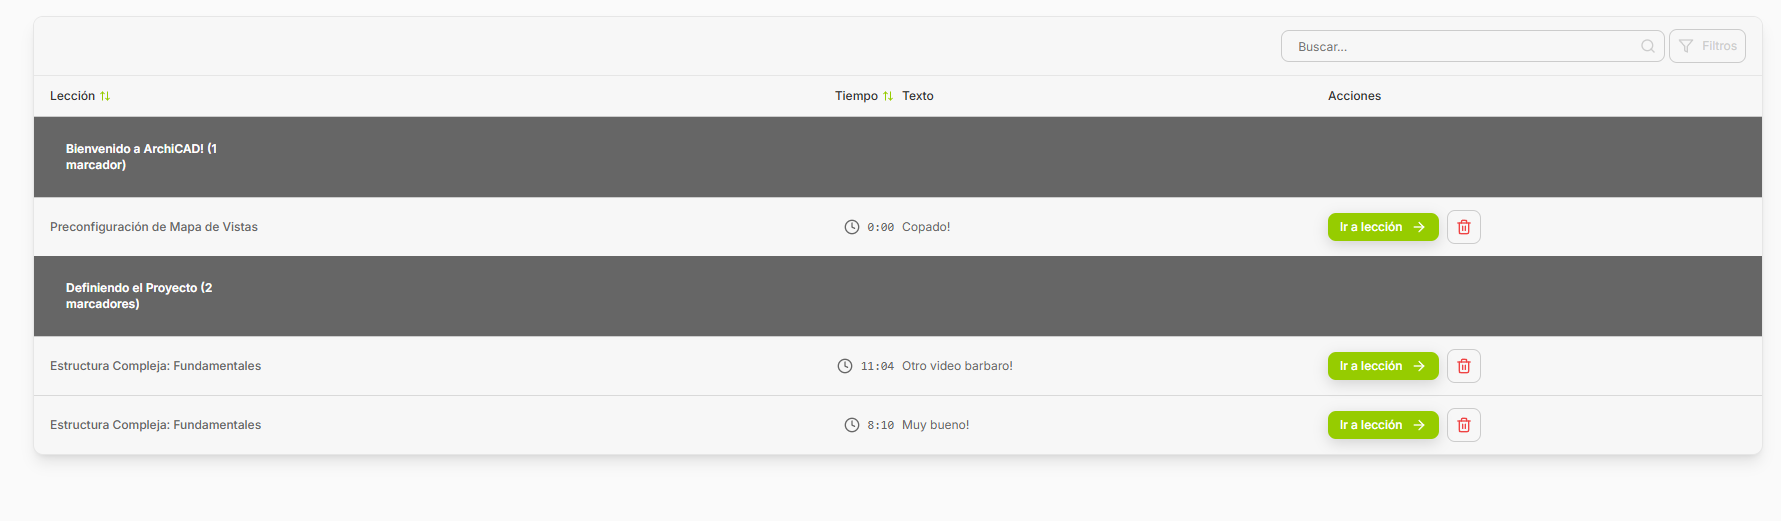 Buscar...
Filtros
Lección Tiempo Texto Acciones
Bienvenido a ArchiCAD! (1
marcador)
Preconfiguración de Mapa de Vistas 0:00 Copado! Ir a lección
Definiendo el Proyecto (2
marcadores)
Estructura Compleja: Fundamentales 11:04 Otro video barbaro! Ir a lección
Estructura Compleja: Fundamentales 8:10 Muy bueno! Ir a lección